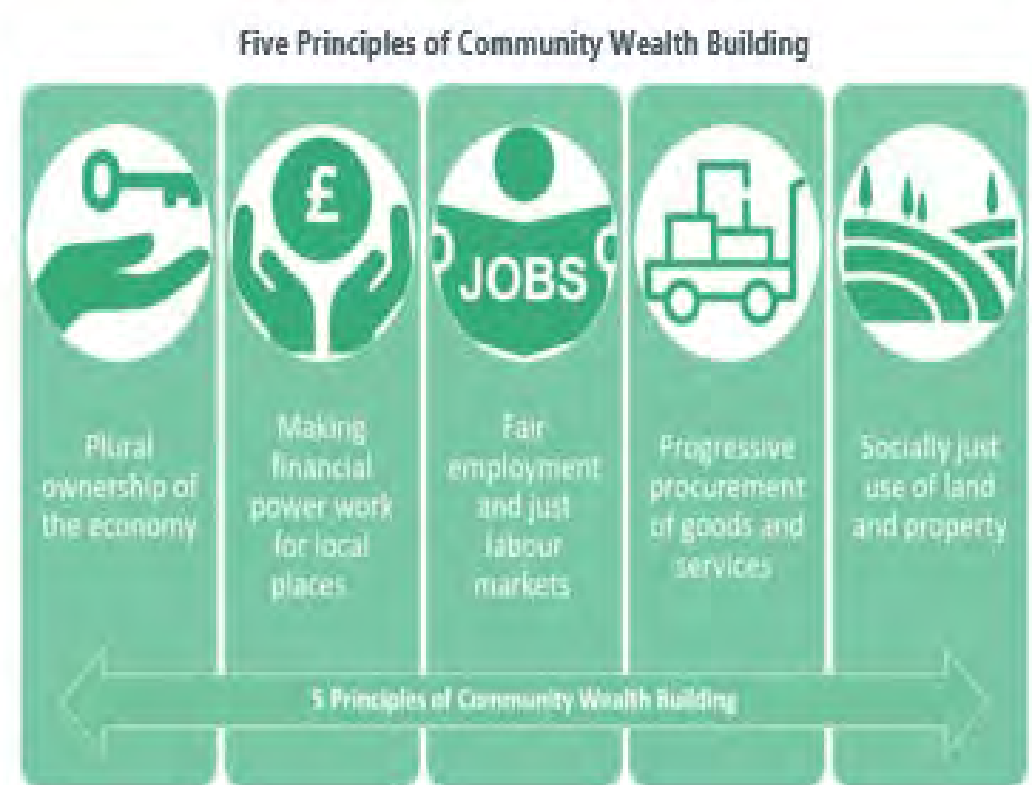 Five Principles of Community Wealth Building
£
JOBS
Plural
ownership of
the economy
Making
financial
power work
for local
places
Fair
employment
and just
labour
markets
Progressive
procurement
of goods and
services
Socially just
use of land
and property
5 Principles of Community Wealth Building